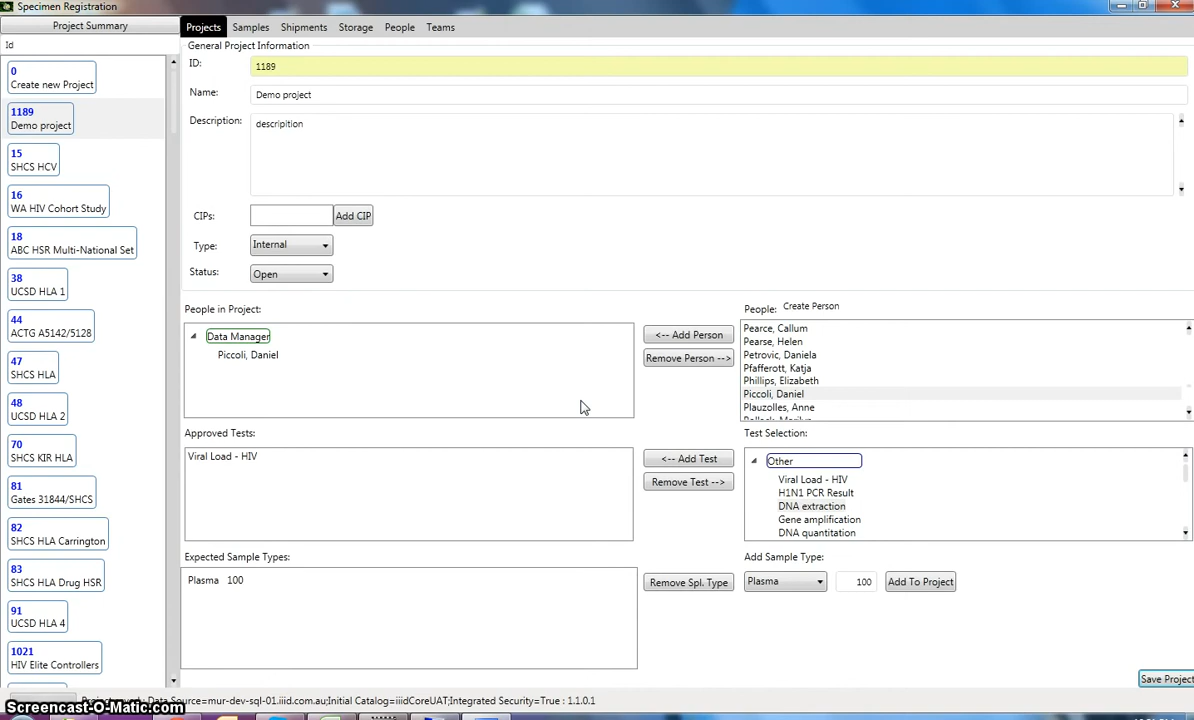 Specimen Registration
Project Summary
Id
0
Create new Project
1189
Demo project
15
SHCS HCV
16
WA HIV Cohort Study
18
ABC HSR Multi-National Set
38
UCSD HLA 1
44
ACTG A5142/5128
47
SHCS HLA
48
UCSD HLA 2
70
SHCS KIR HLA
81
Gates 31844/SHCS
82
SHCS HLA Carrington
83
SHCS HLA Drug HSR
91
UCSD HLA 4
1021
HIV Elite Controllers
Projects Samples Shipments Storage People Teams
General Project Information
ID: 1189
Name: Demo project
Description: descripition
CIPs: Add CIP
Type: Internal
Status: Open
People in Project:
Data Manager
Piccoli, Daniel
<-- Add Person
Remove Person -->
People: Create Person
Pearce, Callum
Pearse, Helen
Petrovic, Daniela
Pfafferott, Katja
Phillips, Elizabeth
Piccoli, Daniel
Plauzolles, Anne
Approved Tests:
Viral Load - HIV
<-- Add Test
Remove Test -->
Test Selection:
Other
Viral Load - HIV
H1N1 PCR Result
DNA extraction
Gene amplification
DNA quantitation
Expected Sample Types:
Plasma 100
Remove Spl. Type
Add Sample Type:
Plasma 100 Add To Project
Save Project
Data Source=mur-dev-sql-01.iiid.com.au;Initial Catalog=iiidCoreUAT;Integrated Security=True : 1.1.0.1
Screencast-O-Matic.com